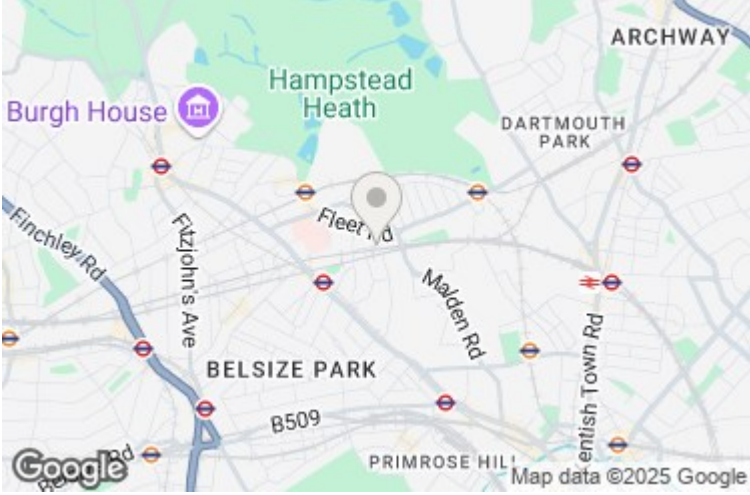 ARCHWAY
Hampstead
Heath
Burgh House
DARTMOUTH
PARK
Fleet Rd
Finchley Rd
Fitzjohn's Ave
Malden Rd
BELSIZE PARK
Kentish Town Rd
B509
PRIMROSE HILL
Google
Map data ©2025 Google